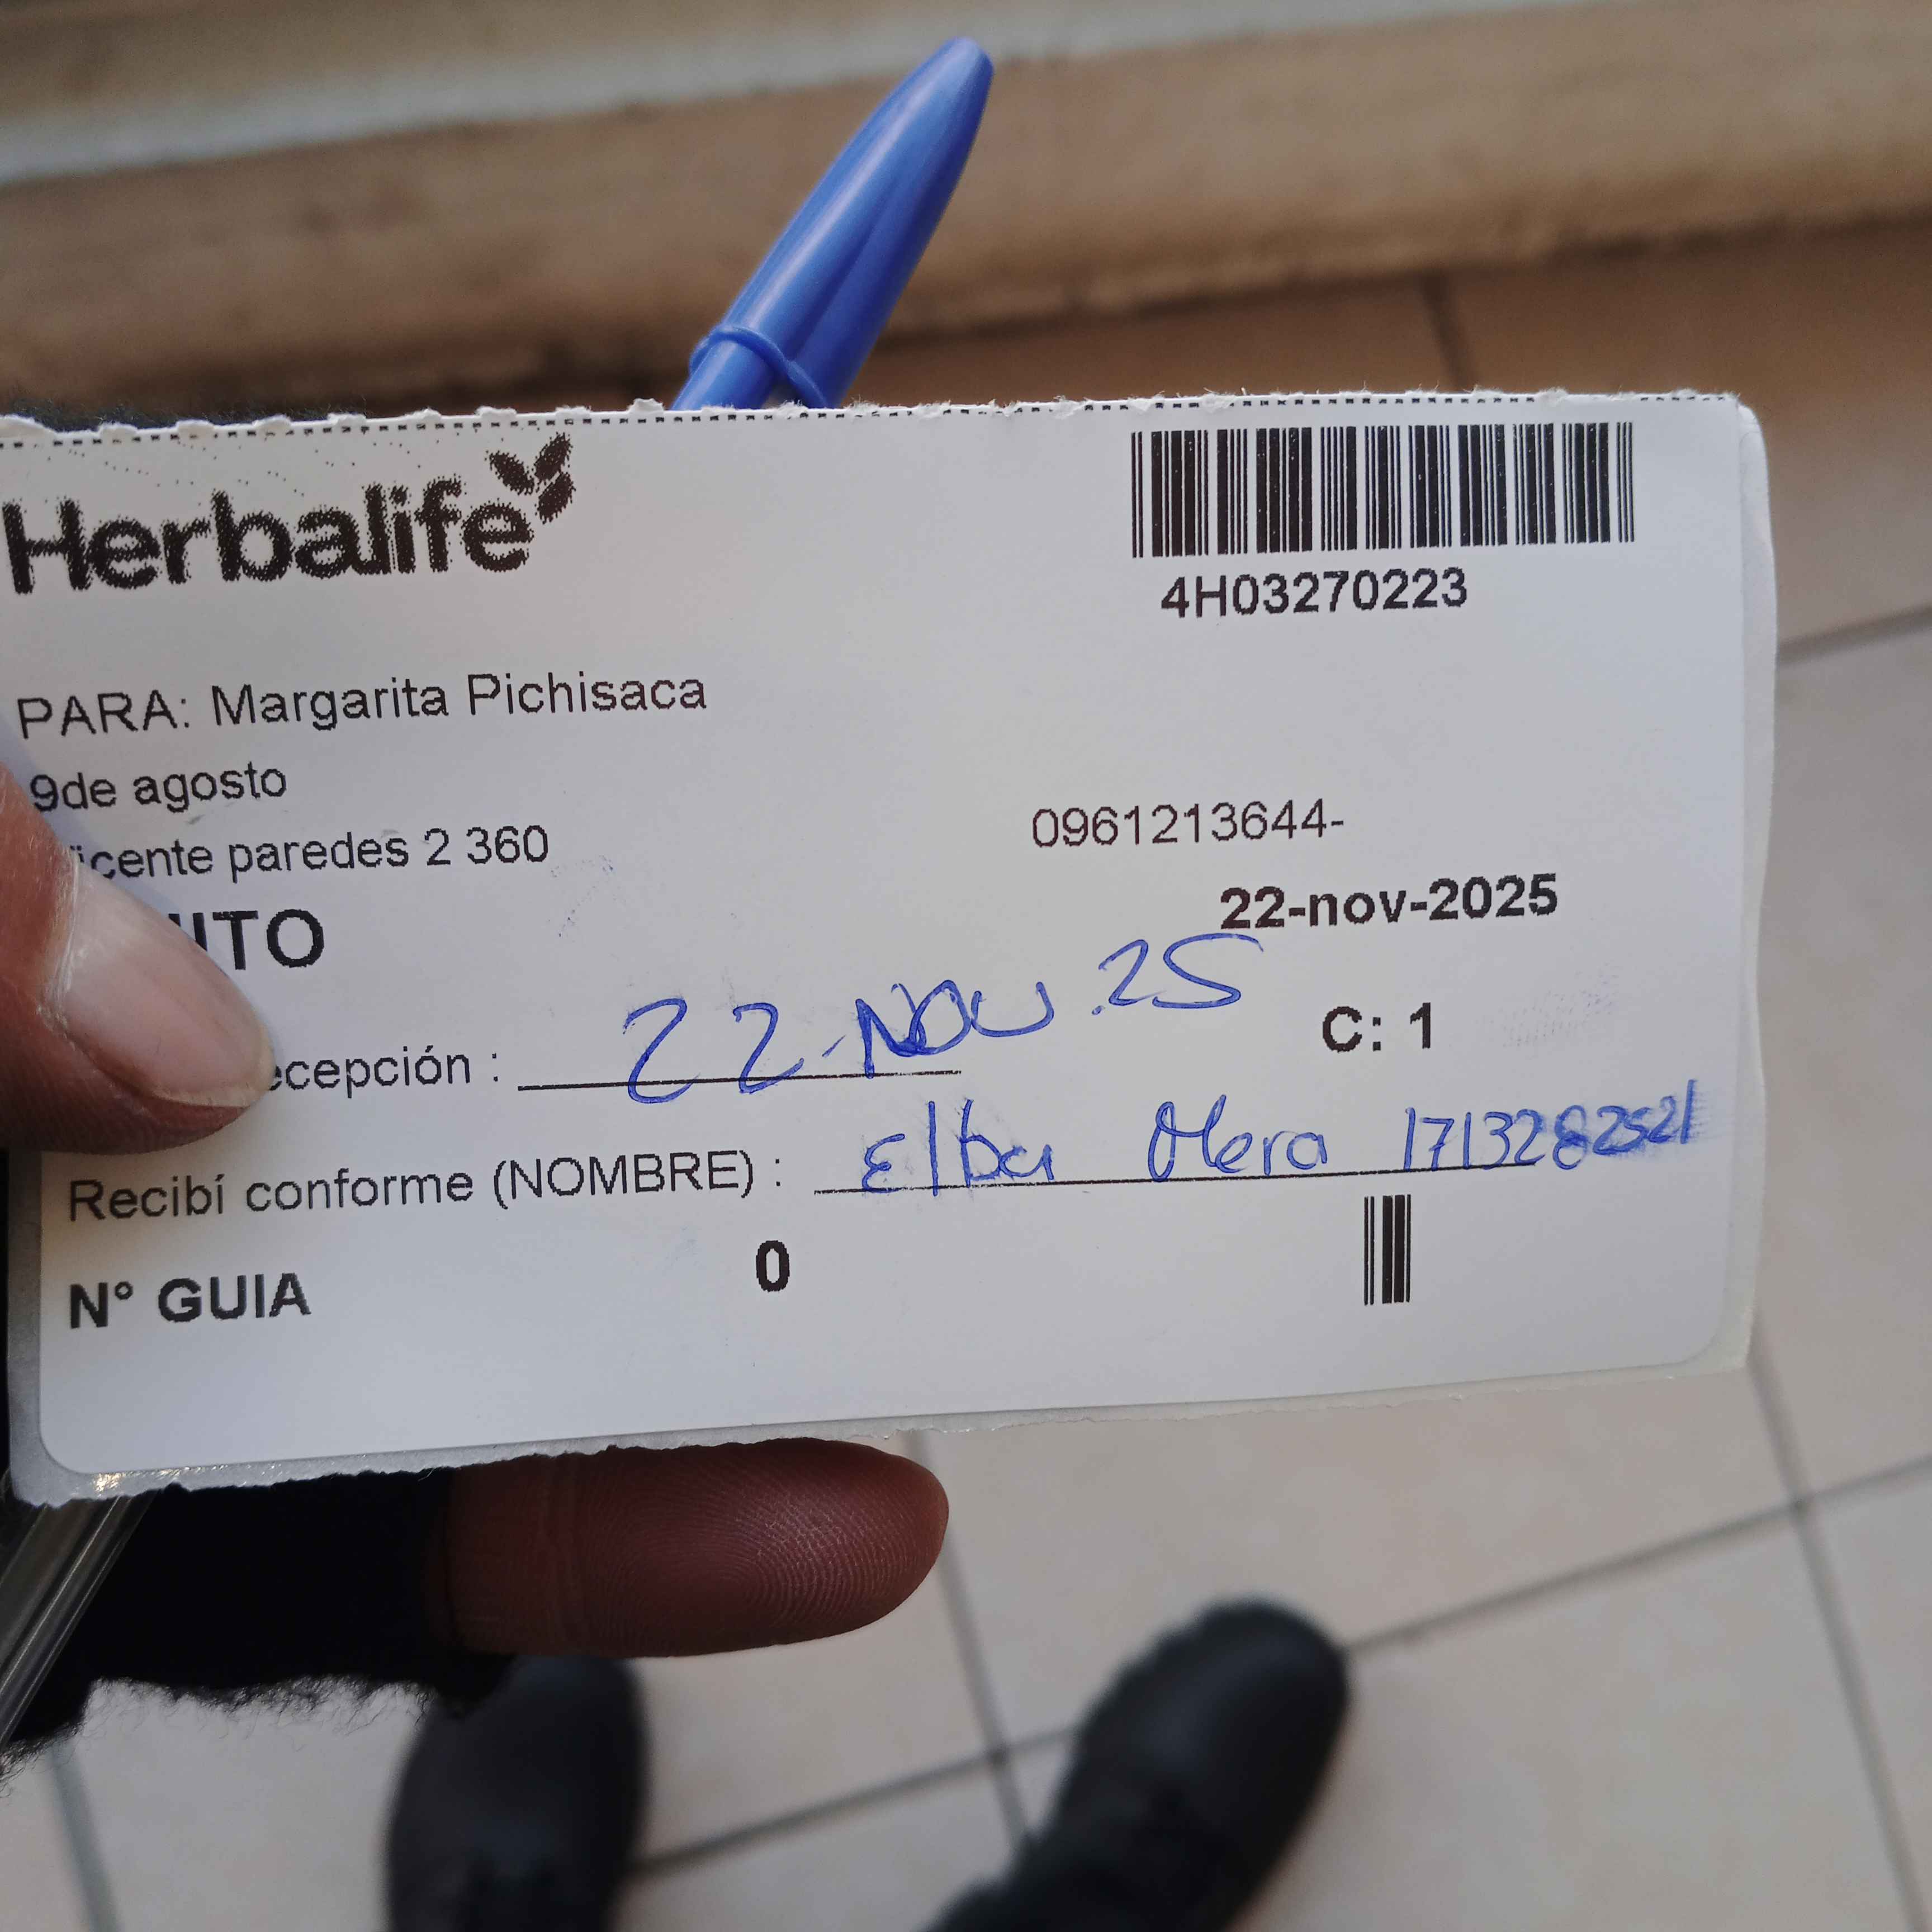 Herbalife
4H03270223
PARA: Margarita Pichisaca
9de agosto
icente paredes 2 360
0961213644-
ITO
22-nov-2025
ecepción : 22-NOV.25
C: 1
Recibí conforme (NOMBRE) : Elba Mera 1713282521
N° GUIA 0